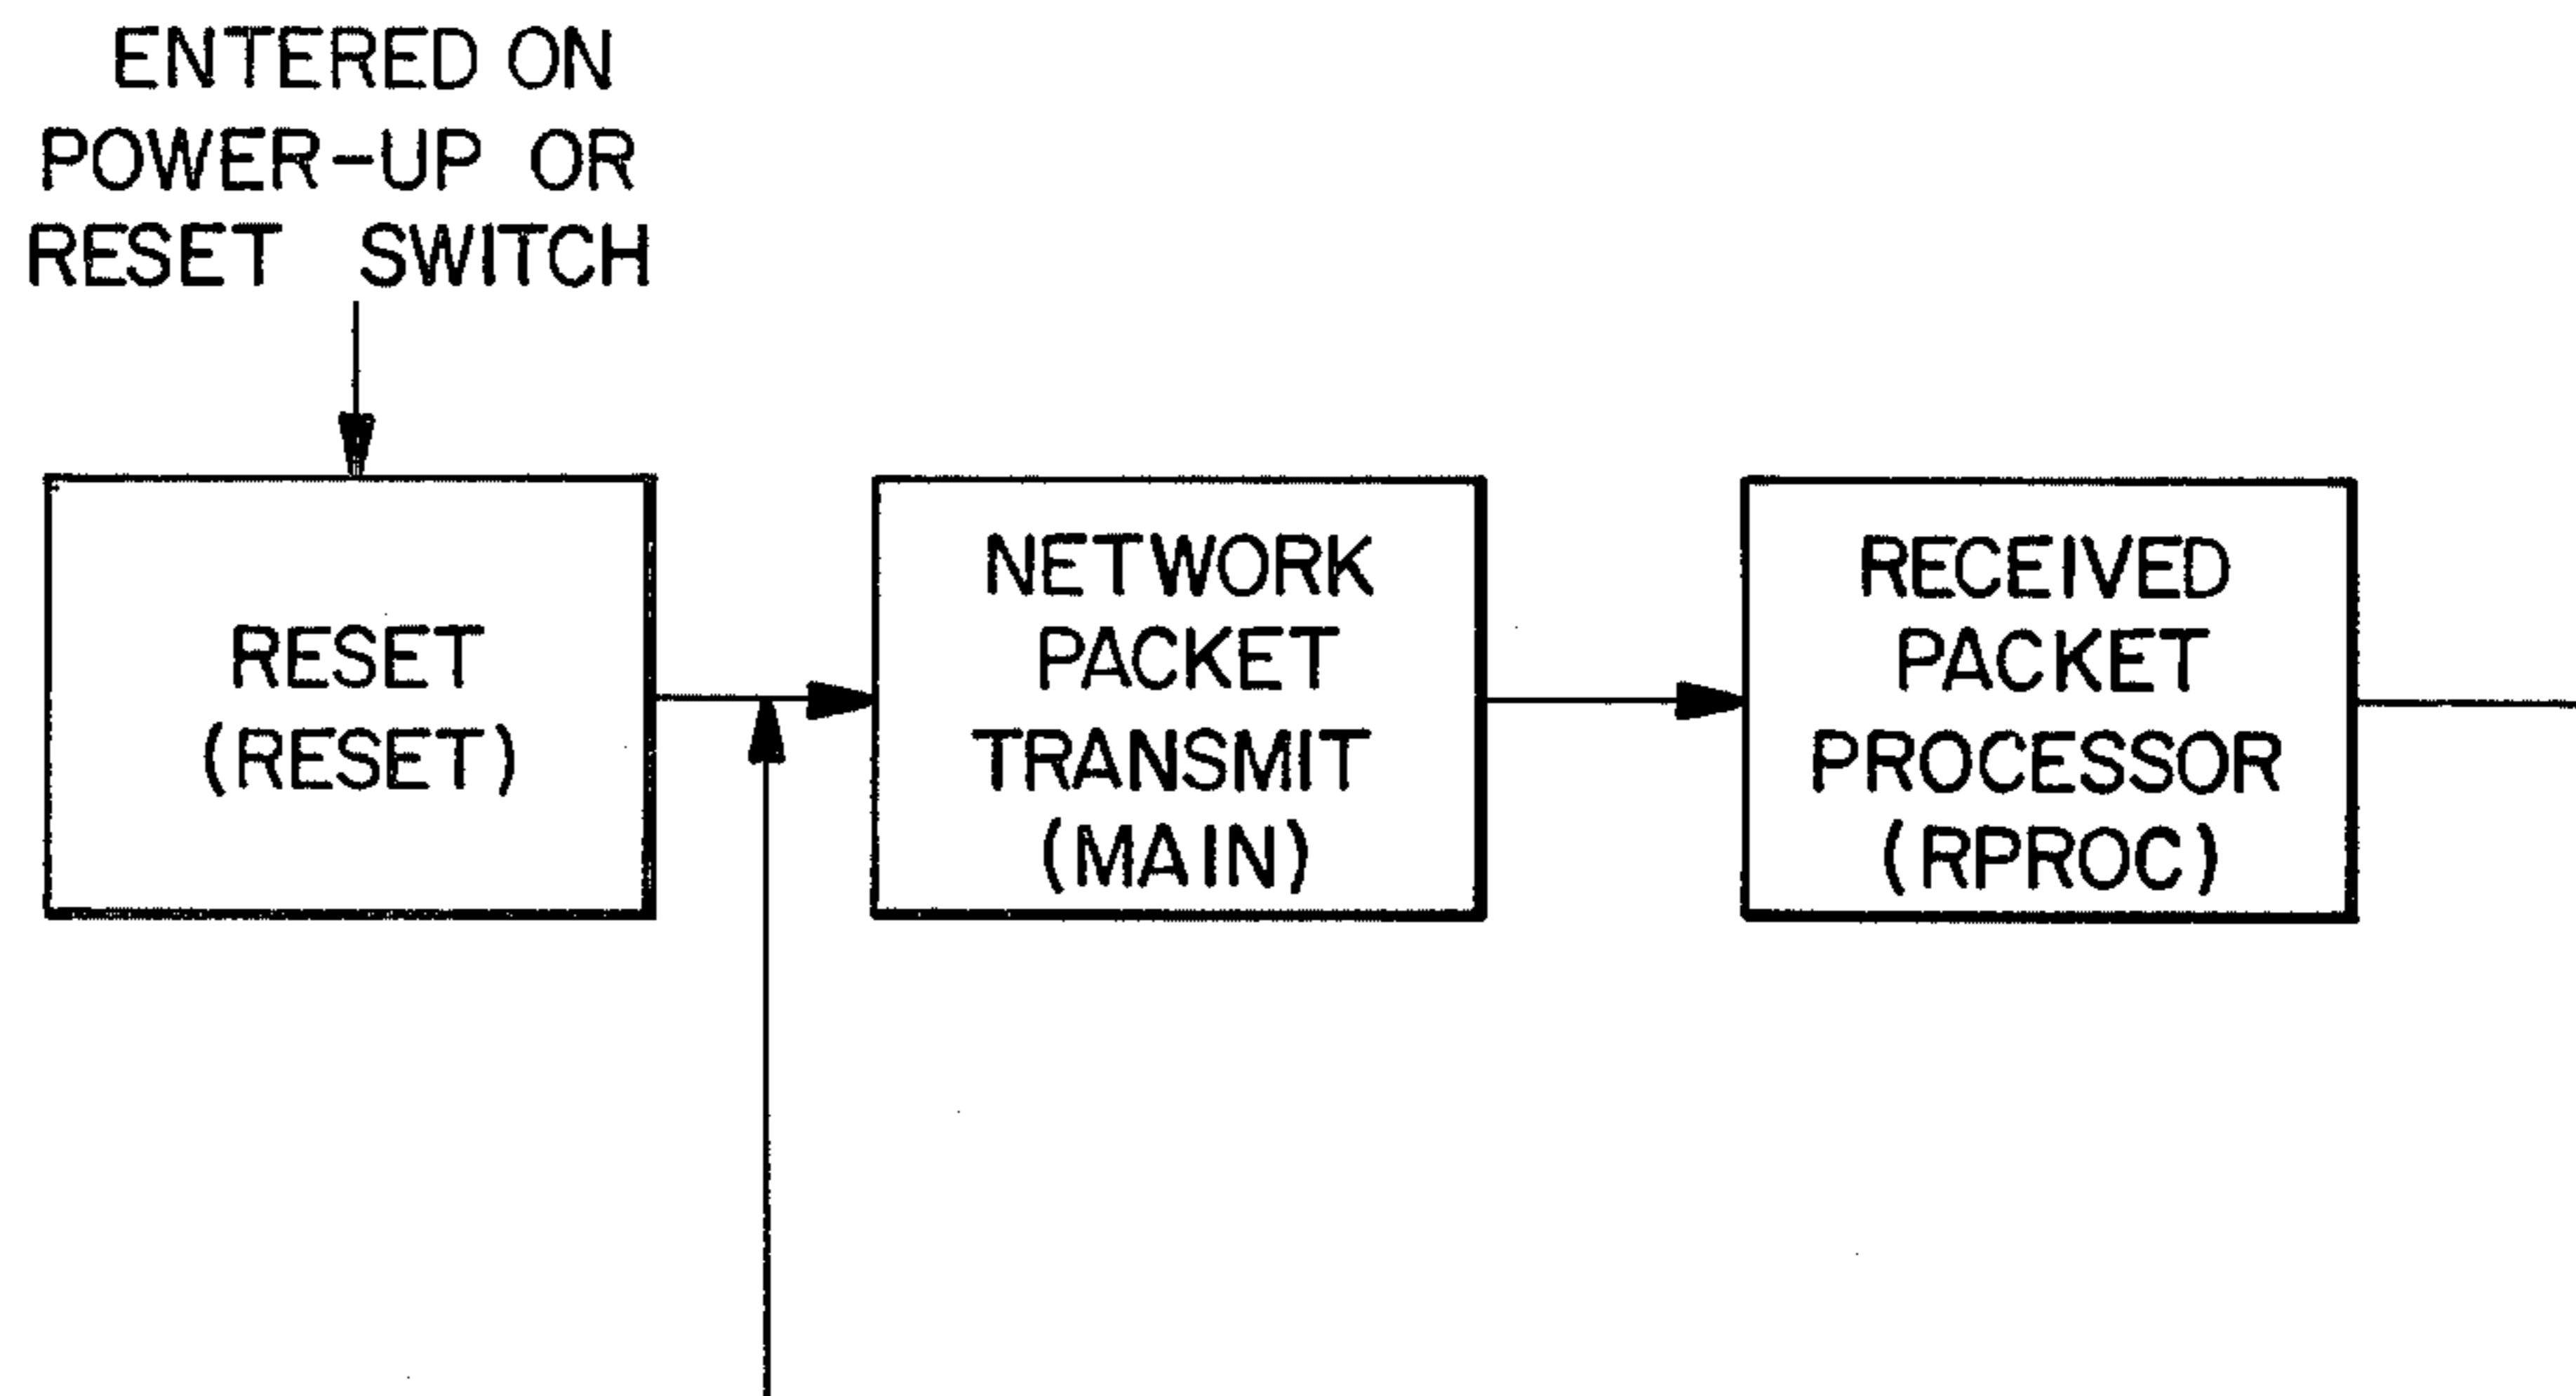 ENTERED ON
POWER-UP OR
RESET SWITCH
RESET
(RESET)
NETWORK
PACKET
TRANSMIT
(MAIN)
RECEIVED
PACKET
PROCESSOR
(RPROC)